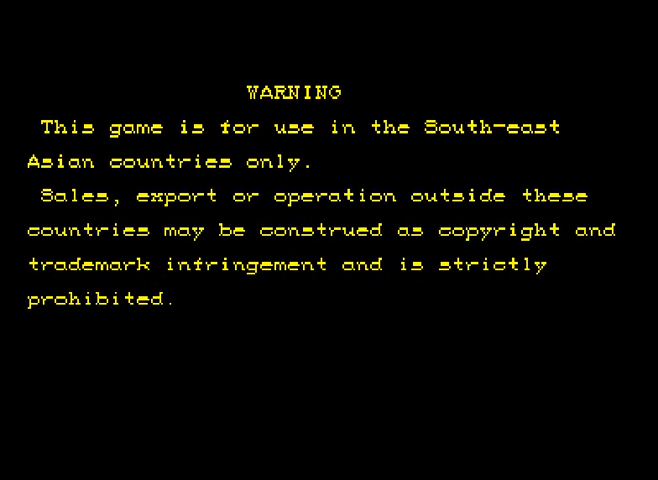 WARNING
This game is for use in the South-east
Asian countries only.
Sales, export or operation outside these
countries may be construed as copyright and
trademark infringement and is strictly
prohibited.